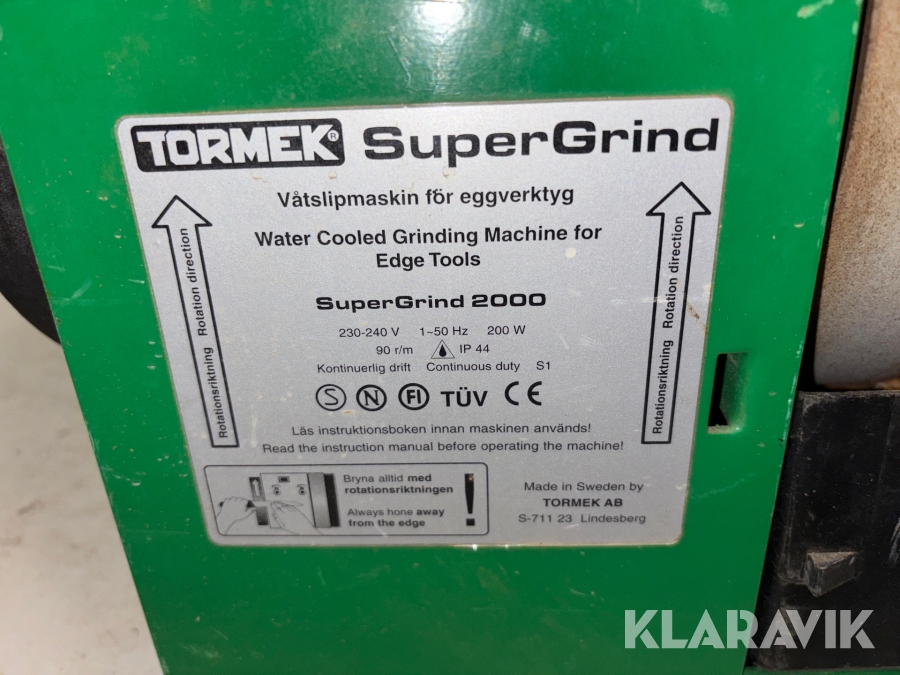 TORMEK® SuperGrind
Våtslipmaskin för eggverktyg
Water Cooled Grinding Machine for
Edge Tools
SuperGrind 2000
230-240 V 1~50 Hz 200 W
90 r/m IP 44
Kontinuerlig drift Continuous duty S1
S N FI TÜV CE
Läs instruktionsboken innan maskinen används!
Read the instruction manual before operating the machine!
Rotationsriktning Rotation direction
Rotationsriktning Rotation direction
Bryna alltid med
rotationsriktningen
Always hone away
from the edge
!
Made in Sweden by
TORMEK AB
S-711 23 Lindesberg
KLARAVIK